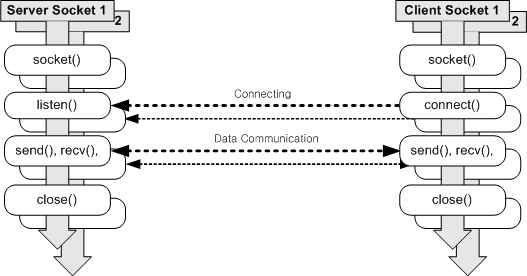 Server Socket 1
2
Client Socket 1
2
socket()
socket()
Connecting
listen()
connect()
Data Communication
send(), recv(),
send(), recv(),
close()
close()